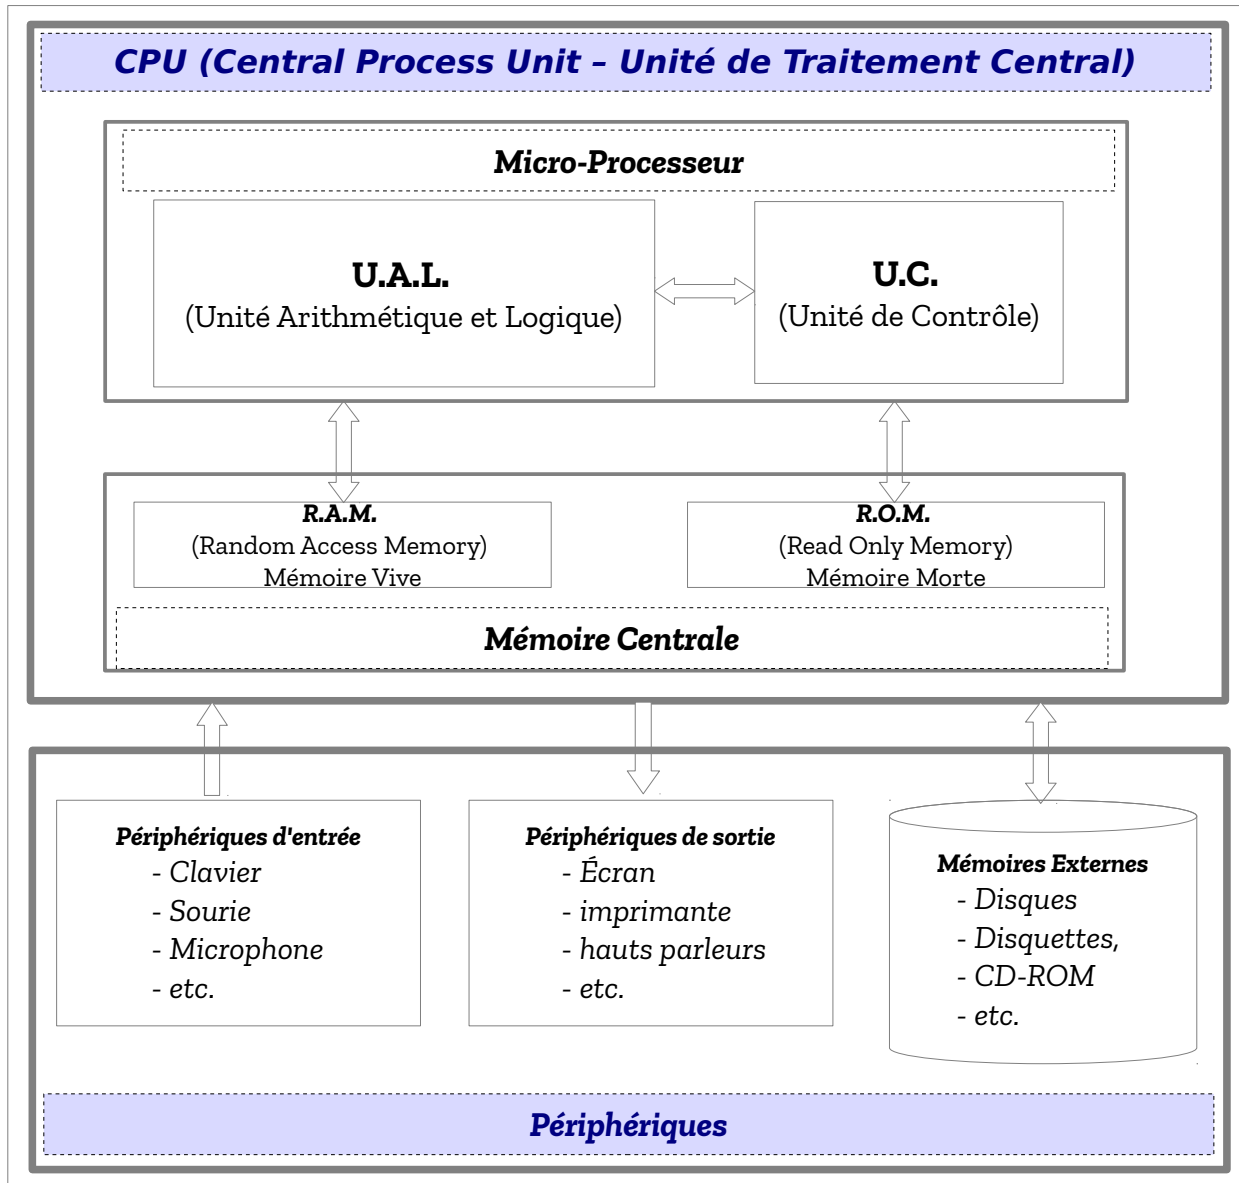 CPU (Central Process Unit – Unité de Traitement Central)
Micro-Processeur
U.A.L.
(Unité Arithmétique et Logique)
U.C.
(Unité de Contrôle)
R.A.M.
(Random Access Memory)
Mémoire Vive
R.O.M.
(Read Only Memory)
Mémoire Morte
Mémoire Centrale
Périphériques d'entrée
- Clavier
- Sourie
- Microphone
- etc.
Périphériques de sortie
- Écran
- imprimante
- hauts parleurs
- etc.
Mémoires Externes
- Disques
- Disquettes,
- CD-ROM
- etc.
Périphériques